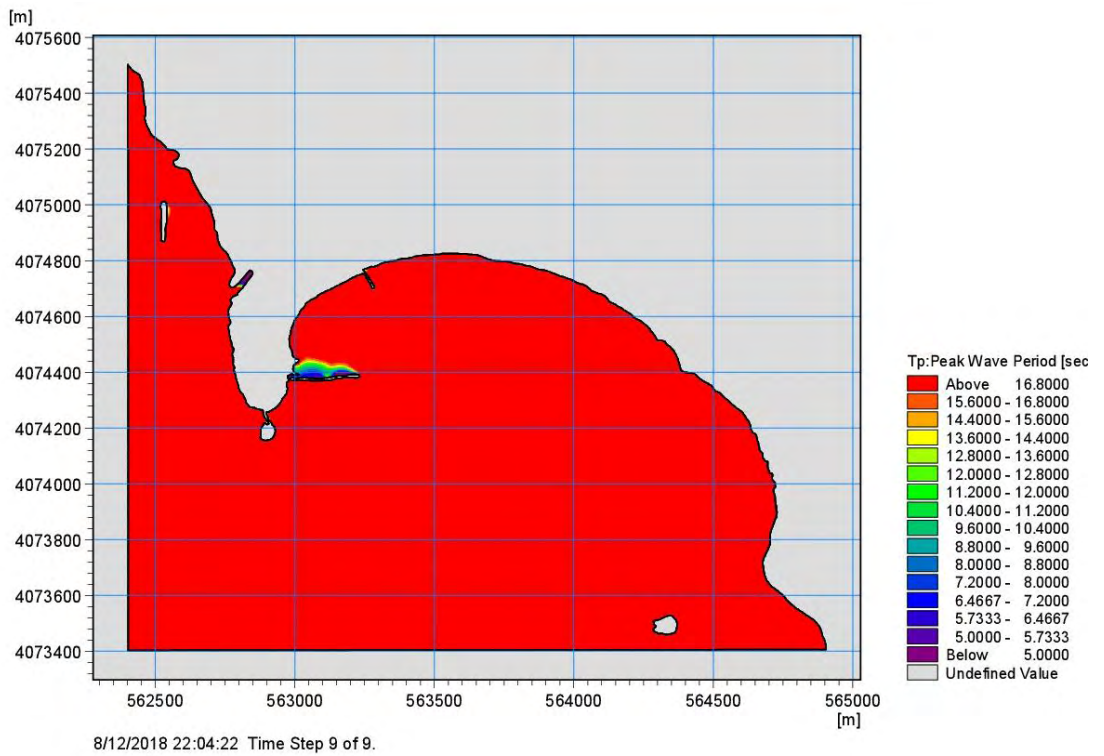 [m]
4075600
4075400
4075200
4075000
4074800
4074600
4074400
4074200
4074000
4073800
4073600
4073400
562500 563000 563500 564000 564500 565000
[m]
8/12/2018 22:04:22 Time Step 9 of 9.
Tp:Peak Wave Period [sec
Above 16.8000
15.6000 - 16.8000
14.4000 - 15.6000
13.6000 - 14.4000
12.8000 - 13.6000
12.0000 - 12.8000
11.2000 - 12.0000
10.4000 - 11.2000
9.6000 - 10.4000
8.8000 - 9.6000
8.0000 - 8.8000
7.2000 - 8.0000
6.4667 - 7.2000
5.7333 - 6.4667
5.0000 - 5.7333
Below 5.0000
Undefined Value